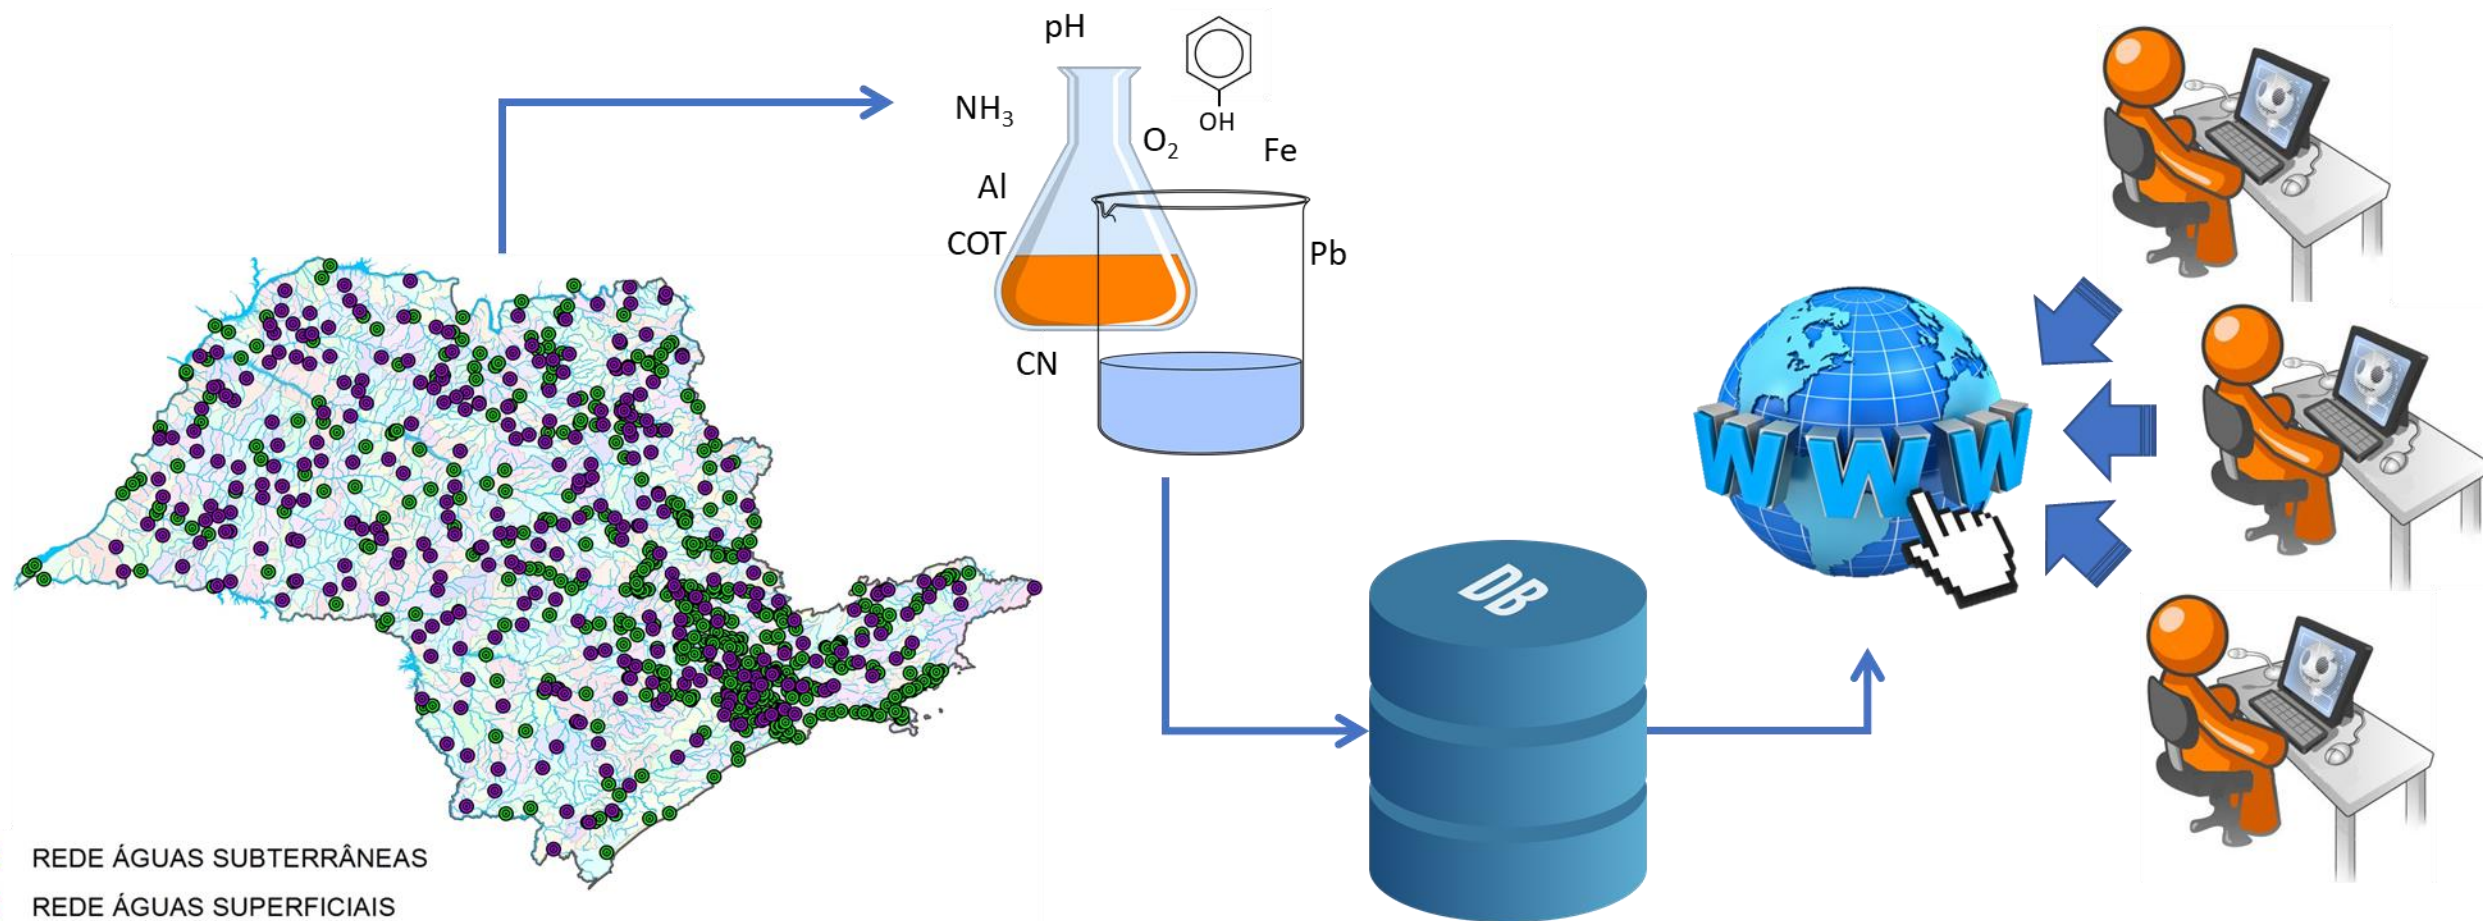 pH
NH₃
OH
O₂
Fe
Al
COT
Pb
CN
WWW
DB
REDE ÁGUAS SUBTERRÂNEAS
REDE ÁGUAS SUPERFICIAIS